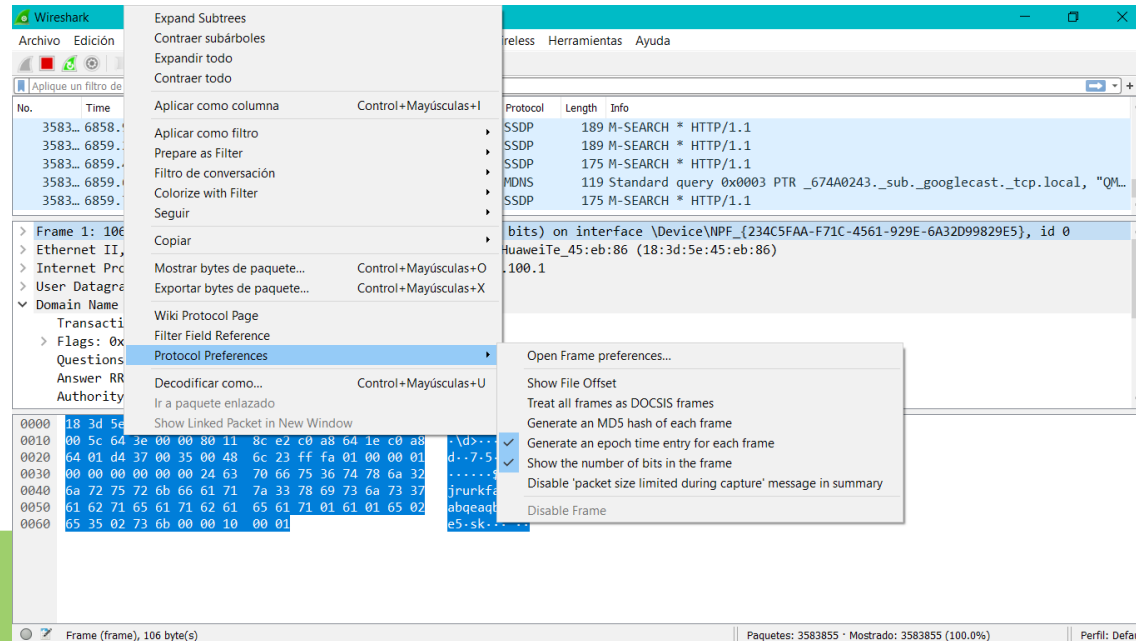 Wireshark
Archivo Edición
ireless Herramientas Ayuda
Aplique un filtro de
No. Time Protocol Length Info
3583… 6858. SSDP 189 M-SEARCH * HTTP/1.1
3583… 6859. SSDP 189 M-SEARCH * HTTP/1.1
3583… 6859. SSDP 175 M-SEARCH * HTTP/1.1
3583… 6859. MDNS 119 Standard query 0x0003 PTR _674A0243._sub._googlecast._tcp.local, "QM…
3583… 6859. SSDP 175 M-SEARCH * HTTP/1.1
Frame 1: 106 bits) on interface \Device\NPF_{234C5FAA-F71C-4561-929E-6A32D99829E5}, id 0
Ethernet II, HuaweiTe_45:eb:86 (18:3d:5e:45:eb:86)
Internet Pro .100.1
User Datagra
Domain Name
Transacti
Flags: 0x
Questions
Answer RR
Authority
Expand Subtrees
Contraer subárboles
Expandir todo
Contraer todo
Aplicar como columna Control+Mayúsculas+I
Aplicar como filtro
Prepare as Filter
Filtro de conversación
Colorize with Filter
Seguir
Copiar
Mostrar bytes de paquete... Control+Mayúsculas+O
Exportar bytes de paquete... Control+Mayúsculas+X
Wiki Protocol Page
Filter Field Reference
Protocol Preferences
Decodificar como... Control+Mayúsculas+U
Ir a paquete enlazado
Show Linked Packet in New Window
Open Frame preferences...
Show File Offset
Treat all frames as DOCSIS frames
Generate an MD5 hash of each frame
Generate an epoch time entry for each frame
Show the number of bits in the frame
Disable 'packet size limited during capture' message in summary
Disable Frame
0000 18 3d 5e
0010 00 5c 64 3e 00 00 80 11 8c e2 c0 a8 64 1e c0 a8 ·\d>··
0020 64 01 d4 37 00 35 00 48 6c 23 ff fa 01 00 00 01 d··7·5·
0030 00 00 00 00 00 00 24 63 70 66 75 36 74 78 6a 32 ······$
0040 6a 72 75 72 6b 66 61 71 7a 33 78 69 73 6a 73 37 jrurkfa
0050 61 62 71 65 61 71 62 61 65 61 71 01 61 01 65 02 abqeaqb
0060 65 35 02 73 6b 00 00 10 00 01 e5·sk··· ··
Frame (frame), 106 byte(s)
Paquetes: 3583855 · Mostrado: 3583855 (100.0%)
Perfil: Defau